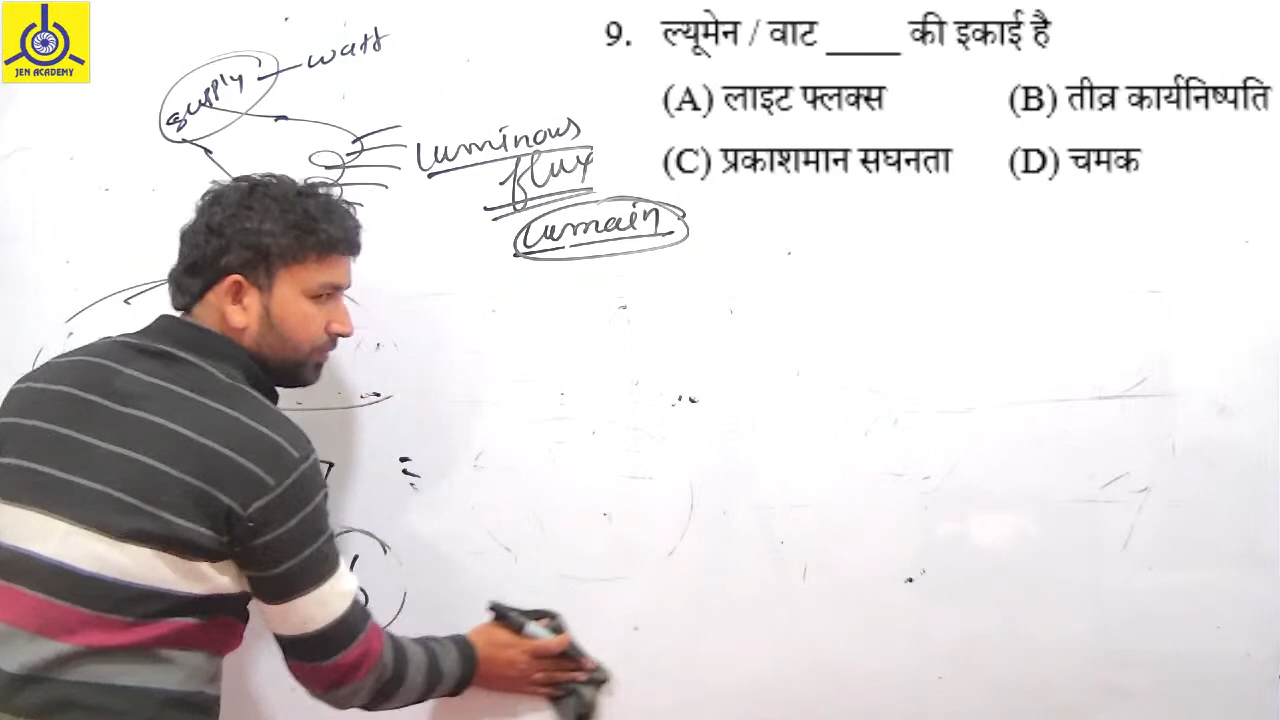 JEN ACADEMY
supply - watt
luminous
flux
lumain
9. ल्यूमेन / वाट ____ की इकाई है
(A) लाइट फ्लक्स (B) तीव्र कार्यनिष्पति
(C) प्रकाशमान सघनता (D) चमक